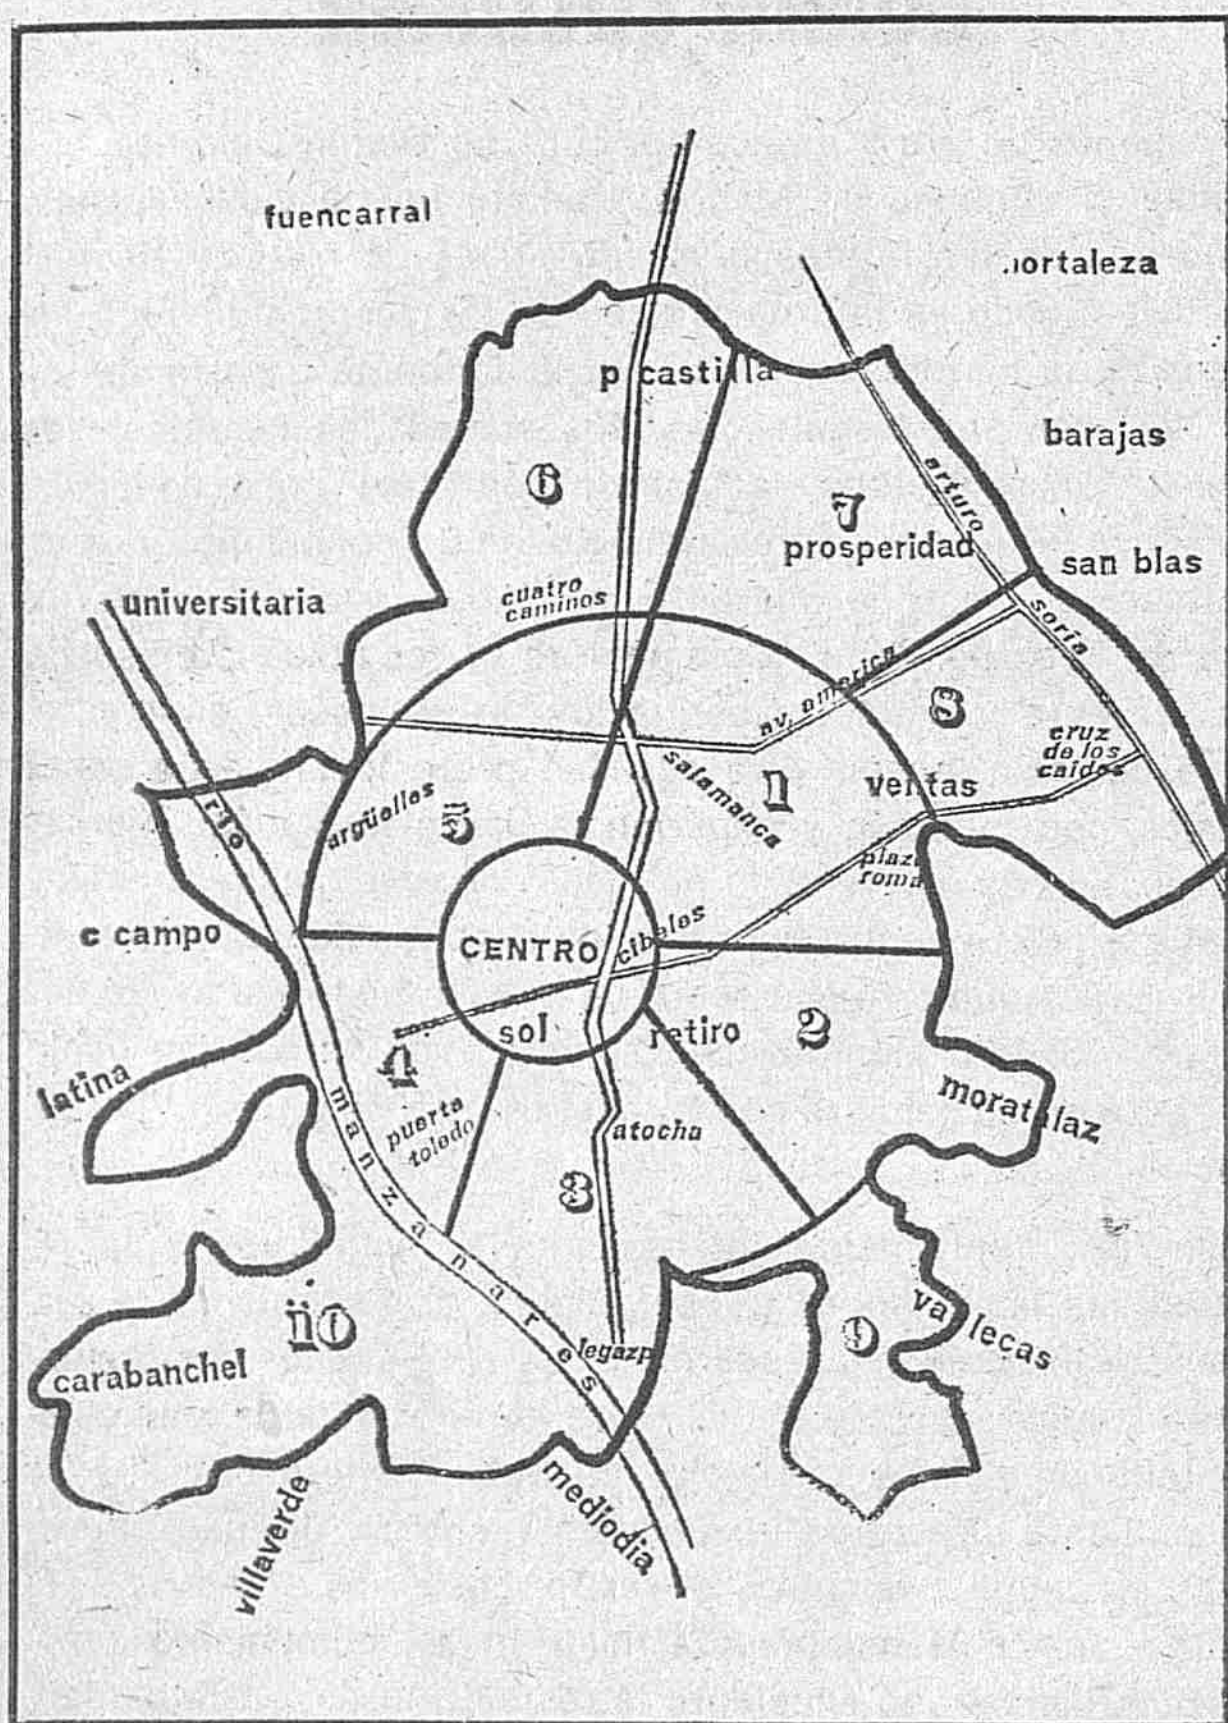 fuencarral
.ortaleza
p castilla
barajas
6
arturo
7
prosperidad
san blas
cuatro
caminos
universitaria
soria
av. america
8
cruz
de los
caidos
salamanca
1
ventas
rio
argüelles
5
plaza
roma
c campo
CENTRO
cibeles
sol
retiro
2
4
latina
moratalaz
puerta
toledo
atocha
manzanares
3
10
vallecas
9
legazpi
carabanchel
villaverde
mediodia